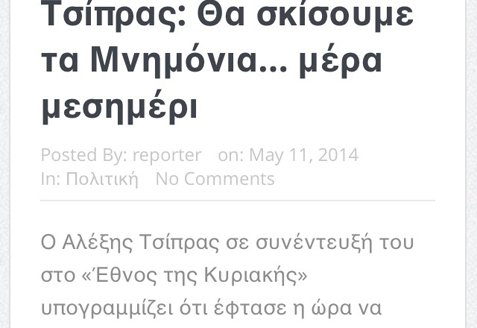 Τσίπρας: Θα σκίσουμε
τα Μνημόνια... μέρα
μεσημέρι
Posted By: reporter on: May 11, 2014
In: Πολιτική No Comments
Ο Αλέξης Τσίπρας σε συνέντευξή του
στο «Έθνος της Κυριακής»
υπογραμμίζει ότι έφτασε η ώρα να